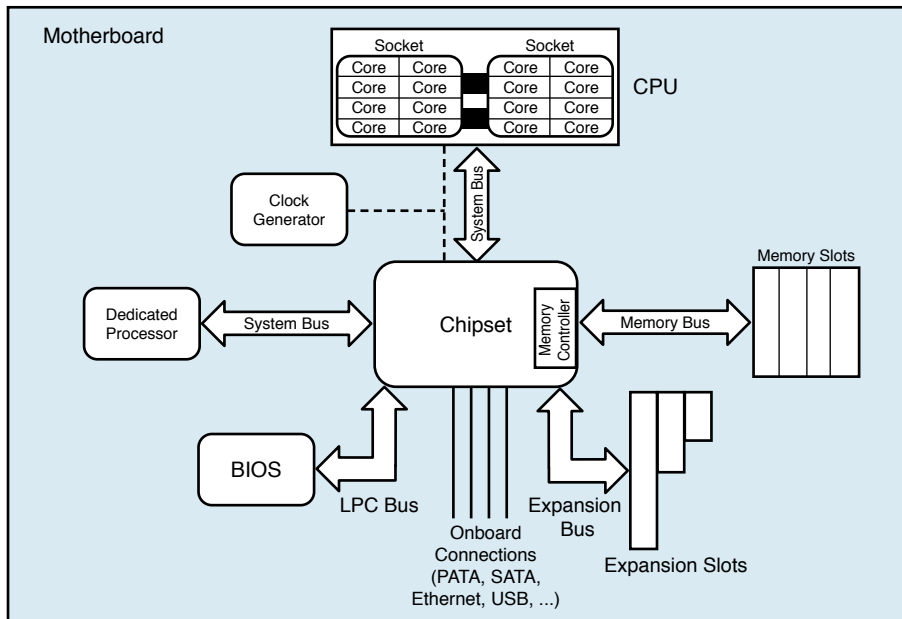 Motherboard
Socket Socket
Core Core Core Core
Core Core Core Core
Core Core Core Core
Core Core Core Core
CPU
Clock
Generator
System Bus
Memory Slots
Dedicated
Processor
System Bus
Chipset
Memory
Controller
Memory Bus
BIOS
LPC Bus
Expansion
Bus
Onboard
Connections
(PATA, SATA,
Ethernet, USB, ...)
Expansion Slots